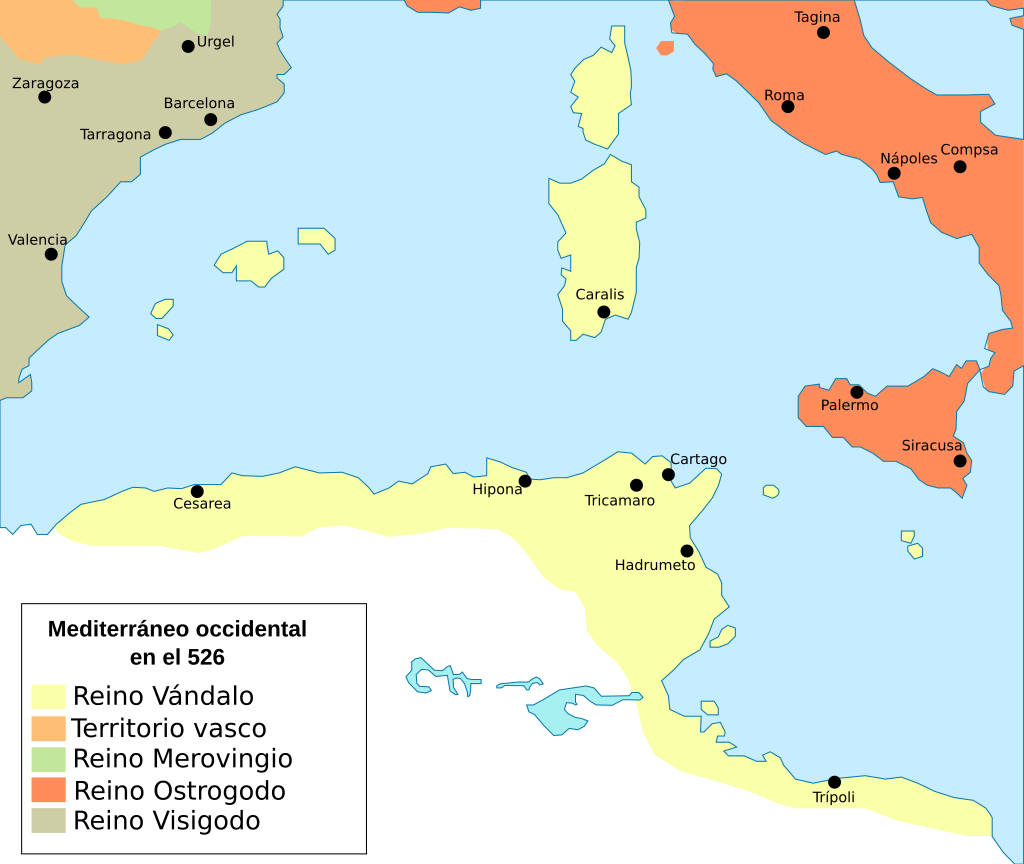 Tagina
Urgel
Zaragoza
Roma
Barcelona
Tarragona
Compsa
Nápoles
Valencia
Caralis
Palermo
Siracusa
Cartago
Hipona
Tricamaro
Cesarea
Hadrumeto
Trípoli
Mediterráneo occidental
en el 526
Reino Vándalo
Territorio vasco
Reino Merovingio
Reino Ostrogodo
Reino Visigodo